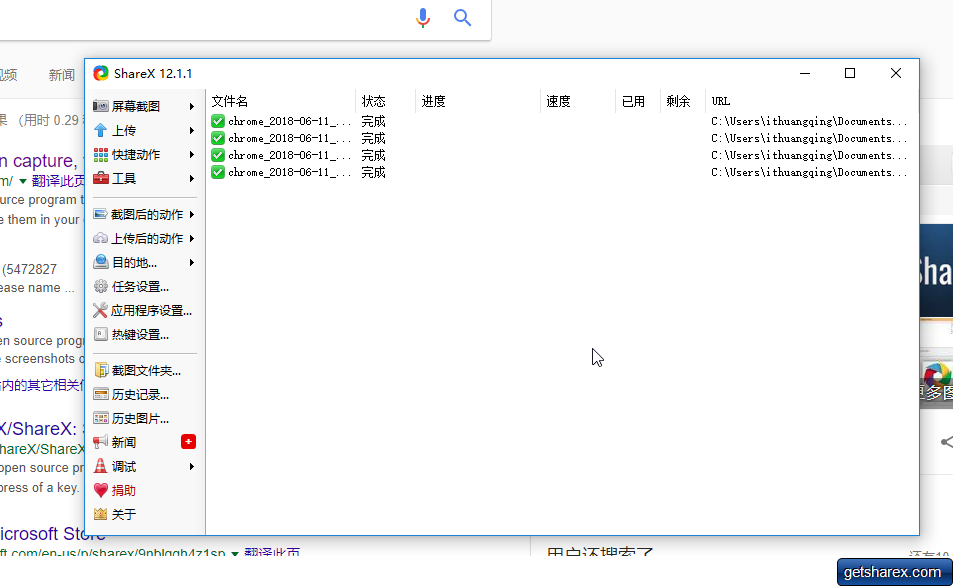 视频 新闻
ShareX 12.1.1
果 (用时 0.29
n capture,
m/ 翻译此页
urce program t
e them in your
(5472827
ease name ...
s
en source prog
e screenshots o
内的其它相关
X/ShareX:
hareX/ShareX
open source pr
press of a key.
icrosoft Store
ft.com/en-us/p/sharex/9nblggh4z1sp 翻译此页
屏幕截图
上传
快捷动作
工具
截图后的动作
上传后的动作
目的地...
任务设置...
应用程序设置...
热键设置...
截图文件夹...
历史记录...
历史图片...
新闻
调试
捐助
关于
文件名 状态 进度 速度 已用 剩余 URL
chrome_2018-06-11_... 完成 C:\Users\ithuangqing\Documents...
chrome_2018-06-11_... 完成 C:\Users\ithuangqing\Documents...
chrome_2018-06-11_... 完成 C:\Users\ithuangqing\Documents...
chrome_2018-06-11_... 完成 C:\Users\ithuangqing\Documents...
Sha
更多图
用户还搜索了
还有10
getsharex.com